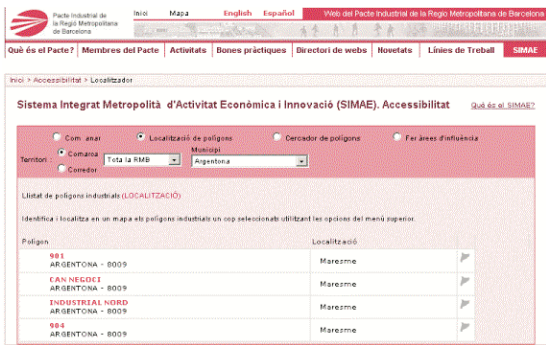 Pacte Industrial de
la Regió Metropolitana
de Barcelona
Inici Mapa English Español Web del Pacte Industrial de la Regió Metropolitana de Barcelona
Què és el Pacte? Membres del Pacte Activitats Bones pràctiques Directori de webs Novetats Línies de Treball SIMAE
Inici > Accessibilitat > Localitzador
Sistema Integrat Metropolità d'Activitat Econòmica i Innovació (SIMAE). Accessibilitat Què és el SIMAE?
Com anar Localització de polígons Cercador de polígons Per àrees d'influència
Territori : Comarca Tota la RMB Municipi
Argentona
Corredor
Llistat de polígons industrials (LOCALITZACIÓ)
Identifica i localitza en un mapa els polígons industrials un cop seleccionats utilitzant les opcions del menú superior.
Polígon Localització
901
ARGENTONA - 8009 Maresme
CAN NEGOCI
ARGENTONA - 8009 Maresme
INDUSTRIAL NORD
ARGENTONA - 8009 Maresme
904
ARGENTONA - 8009 Maresme